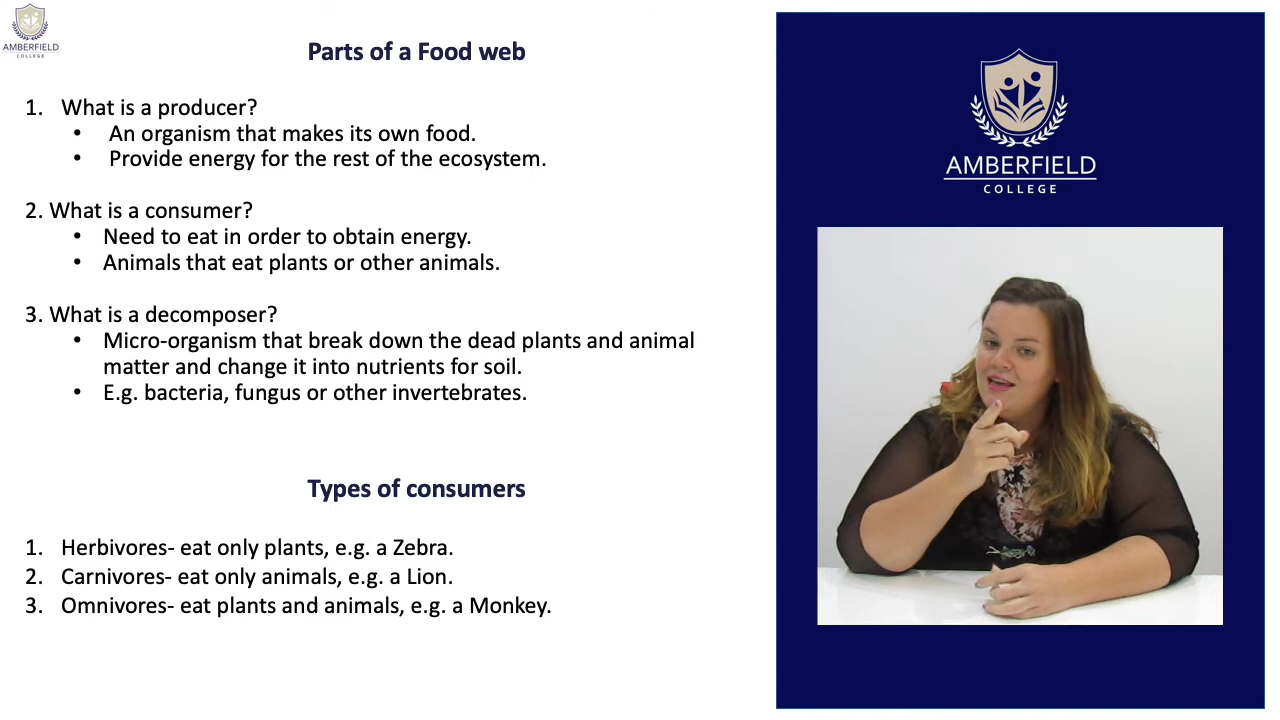 AMBERFIELD
COLLEGE
Parts of a Food web
1. What is a producer?
• An organism that makes its own food.
• Provide energy for the rest of the ecosystem.
2. What is a consumer?
• Need to eat in order to obtain energy.
• Animals that eat plants or other animals.
3. What is a decomposer?
• Micro-organism that break down the dead plants and animal
matter and change it into nutrients for soil.
• E.g. bacteria, fungus or other invertebrates.
Types of consumers
1. Herbivores- eat only plants, e.g. a Zebra.
2. Carnivores- eat only animals, e.g. a Lion.
3. Omnivores- eat plants and animals, e.g. a Monkey.
AMBERFIELD
COLLEGE